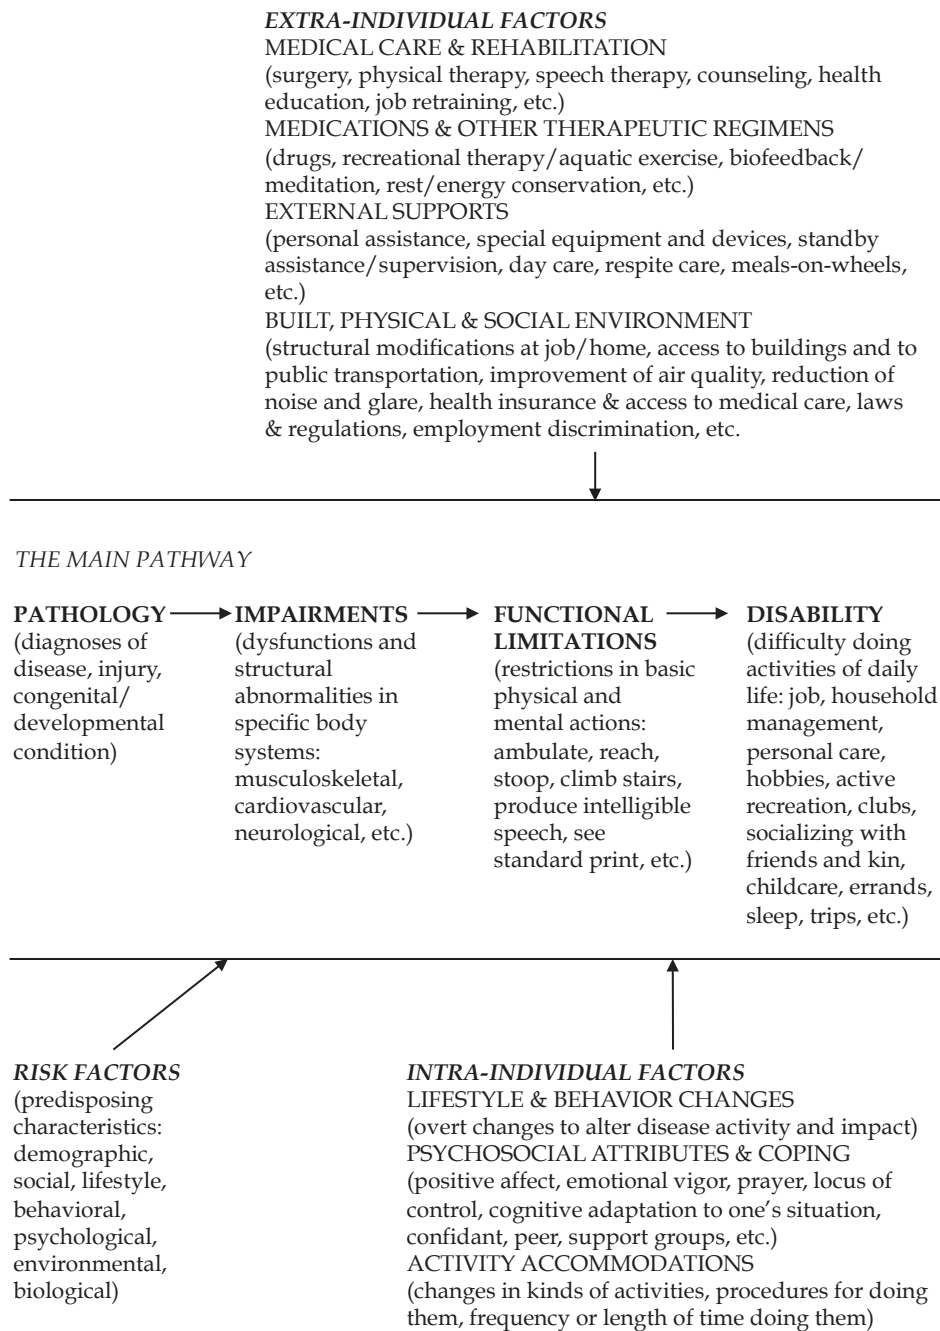 EXTRA-INDIVIDUAL FACTORS
MEDICAL CARE & REHABILITATION
(surgery, physical therapy, speech therapy, counseling, health
education, job retraining, etc.)
MEDICATIONS & OTHER THERAPEUTIC REGIMENS
(drugs, recreational therapy/aquatic exercise, biofeedback/
meditation, rest/energy conservation, etc.)
EXTERNAL SUPPORTS
(personal assistance, special equipment and devices, standby
assistance/supervision, day care, respite care, meals-on-wheels,
etc.)
BUILT, PHYSICAL & SOCIAL ENVIRONMENT
(structural modifications at job/home, access to buildings and to
public transportation, improvement of air quality, reduction of
noise and glare, health insurance & access to medical care, laws
& regulations, employment discrimination, etc.
THE MAIN PATHWAY
PATHOLOGY
(diagnoses of
disease, injury,
congenital/
developmental
condition)
IMPAIRMENTS
(dysfunctions and
structural
abnormalities in
specific body
systems:
musculoskeletal,
cardiovascular,
neurological, etc.)
FUNCTIONAL
LIMITATIONS
(restrictions in basic
physical and
mental actions:
ambulate, reach,
stoop, climb stairs,
produce intelligible
speech, see
standard print, etc.)
DISABILITY
(difficulty doing
activities of daily
life: job, household
management,
personal care,
hobbies, active
recreation, clubs,
socializing with
friends and kin,
childcare, errands,
sleep, trips, etc.)
RISK FACTORS
(predisposing
characteristics:
demographic,
social, lifestyle,
behavioral,
psychological,
environmental,
biological)
INTRA-INDIVIDUAL FACTORS
LIFESTYLE & BEHAVIOR CHANGES
(overt changes to alter disease activity and impact)
PSYCHOSOCIAL ATTRIBUTES & COPING
(positive affect, emotional vigor, prayer, locus of
control, cognitive adaptation to one's situation,
confidant, peer, support groups, etc.)
ACTIVITY ACCOMMODATIONS
(changes in kinds of activities, procedures for doing
them, frequency or length of time doing them)